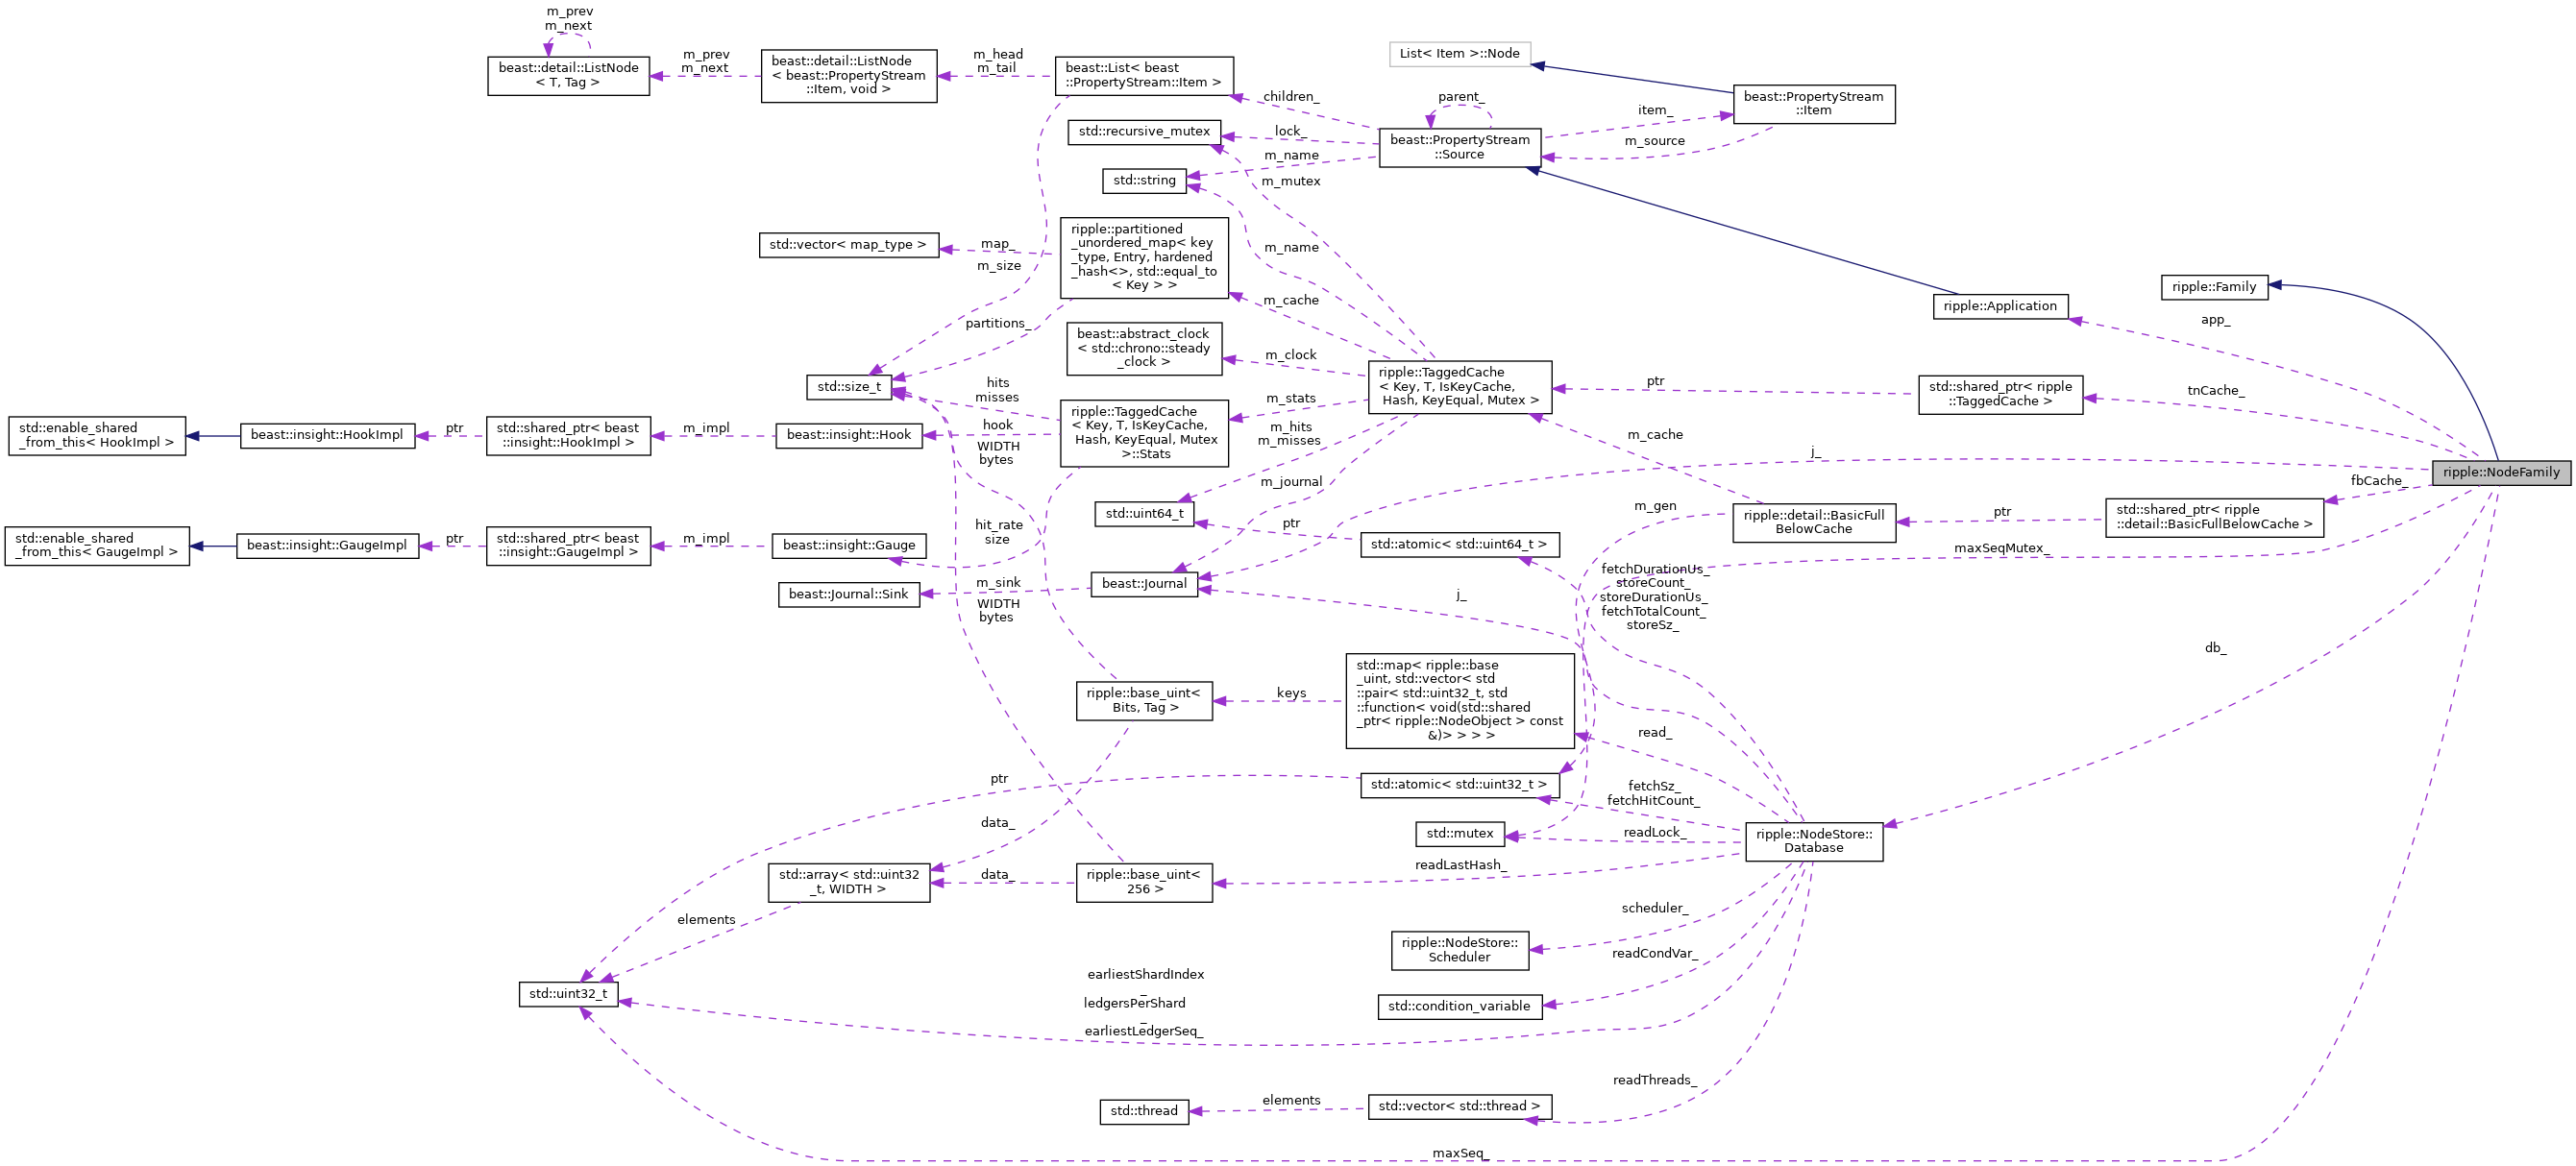 m_prev
m_next
beast::detail::ListNode
< T, Tag >
m_prev
m_next
beast::detail::ListNode
< beast::PropertyStream
::Item, void >
m_head
m_tail
beast::List< beast
::PropertyStream::Item >
List< Item >::Node
beast::PropertyStream
::Item
children_
parent_
item_
m_source
beast::PropertyStream
::Source
std::recursive_mutex
lock_
m_name
std::string
m_mutex
m_size
std::vector< map_type >
map_
ripple::partitioned
_unordered_map< key
_type, Entry, hardened
_hash<>, std::equal_to
< Key > >
m_name
m_cache
partitions_
beast::abstract_clock
< std::chrono::steady
_clock >
m_clock
ripple::Family
ripple::Application
app_
std::size_t
hits
misses
ripple::TaggedCache
< Key, T, IsKeyCache,
Hash, KeyEqual, Mutex >
ptr
std::shared_ptr< ripple
::TaggedCache >
tnCache_
std::enable_shared
_from_this< HookImpl >
beast::insight::HookImpl
ptr
std::shared_ptr< beast
::insight::HookImpl >
m_impl
beast::insight::Hook
hook
WIDTH
bytes
ripple::TaggedCache
< Key, T, IsKeyCache,
Hash, KeyEqual, Mutex
>::Stats
m_stats
m_hits
m_misses
m_cache
j_
ripple::NodeFamily
fbCache_
m_journal
std::uint64_t
ptr
std::atomic< std::uint64_t >
m_gen
ripple::detail::BasicFull
BelowCache
ptr
std::shared_ptr< ripple
::detail::BasicFullBelowCache >
maxSeqMutex_
std::enable_shared
_from_this< GaugeImpl >
beast::insight::GaugeImpl
ptr
std::shared_ptr< beast
::insight::GaugeImpl >
m_impl
beast::insight::Gauge
hit_rate
size
beast::Journal::Sink
m_sink
beast::Journal
WIDTH
bytes
j_
fetchDurationUs_
storeCount_
storeDurationUs_
fetchTotalCount_
storeSz_
db_
ripple::base_uint<
Bits, Tag >
keys
std::map< ripple::base
_uint, std::vector< std
::pair< std::uint32_t, std
::function< void(std::shared
_ptr< ripple::NodeObject > const
&)> > > >
read_
ptr
std::atomic< std::uint32_t >
fetchSz_
fetchHitCount_
data_
std::mutex
readLock_
ripple::NodeStore::
Database
readLastHash_
std::array< std::uint32
_t, WIDTH >
data_
ripple::base_uint<
256 >
elements
scheduler_
ripple::NodeStore::
Scheduler
readCondVar_
std::uint32_t
earliestShardIndex
_
ledgersPerShard
_
earliestLedgerSeq_
std::condition_variable
readThreads_
std::thread
elements
std::vector< std::thread >
maxSeq_